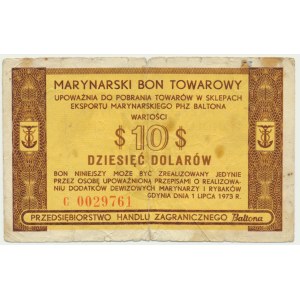 MARYNARSKI BON TOWAROWY
UPOWAŻNIA DO POBRANIA TOWARÓW W SKLEPACH
EKSPORTU MARYNARSKIEGO PHZ BALTONA
WARTOŚCI
$ 10 $
DZIESIĘĆ DOLARÓW
BON NINIEJSZY MOŻE BYĆ ZREALIZOWANY JEDYNIE
PRZEZ OSOBĘ UPOWAŻNIONĄ PRZEPISAMI O REALIZOWA-
NIU DODATKÓW DEWIZOWYCH MARYNARZY I RYBAKÓW
GDYNIA DNIA 1 LIPCA 1973 R.
C 0029761
PRZEDSIĘBIORSTWO HANDLU ZAGRANICZNEGO Baltona